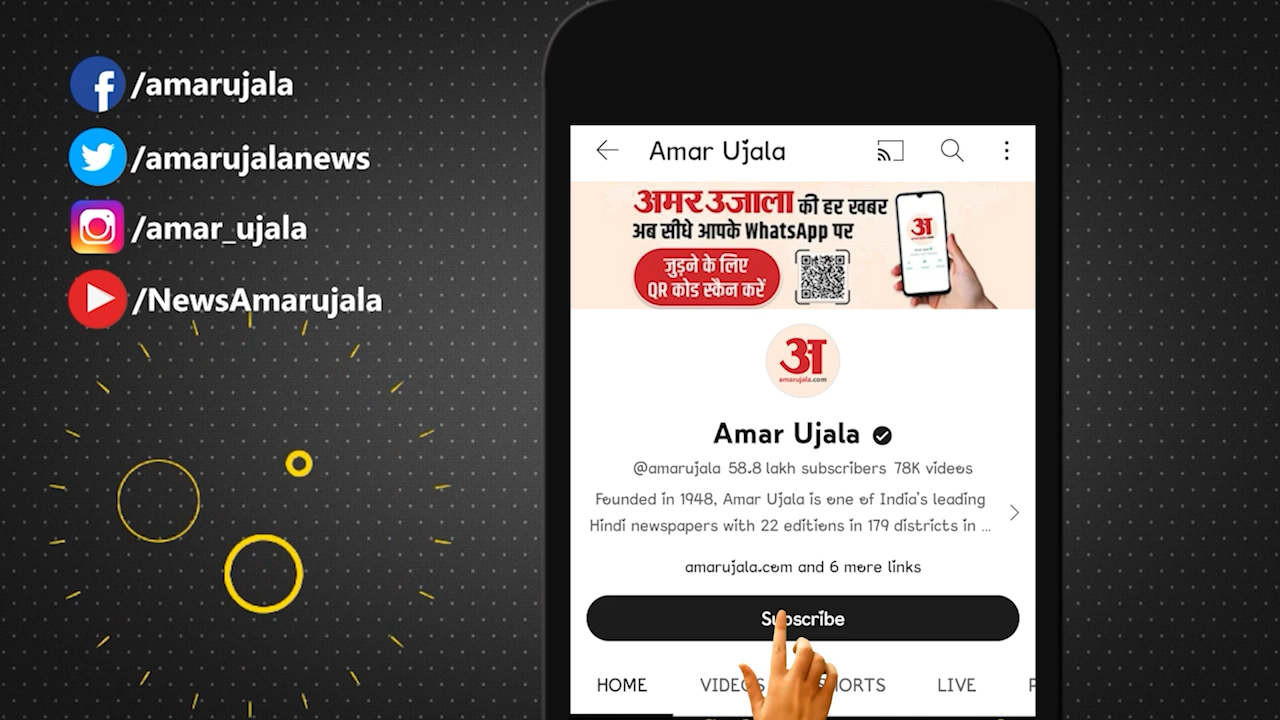 /amarujala
/amarujalanews
/amar_ujala
/NewsAmarujala
Amar Ujala
अमर उजाला की हर खबर
अब सीधे आपके WhatsApp पर
जुड़ने के लिए
QR कोड स्कैन करें
अ
अ
amarujala.com
Amar Ujala
@amarujala 58.8 lakh subscribers 78K videos
Founded in 1948, Amar Ujala is one of India's leading
Hindi newspapers with 22 editions in 179 districts in ...
amarujala.com and 6 more links
Subscribe
HOME VIDEOS SHORTS LIVE